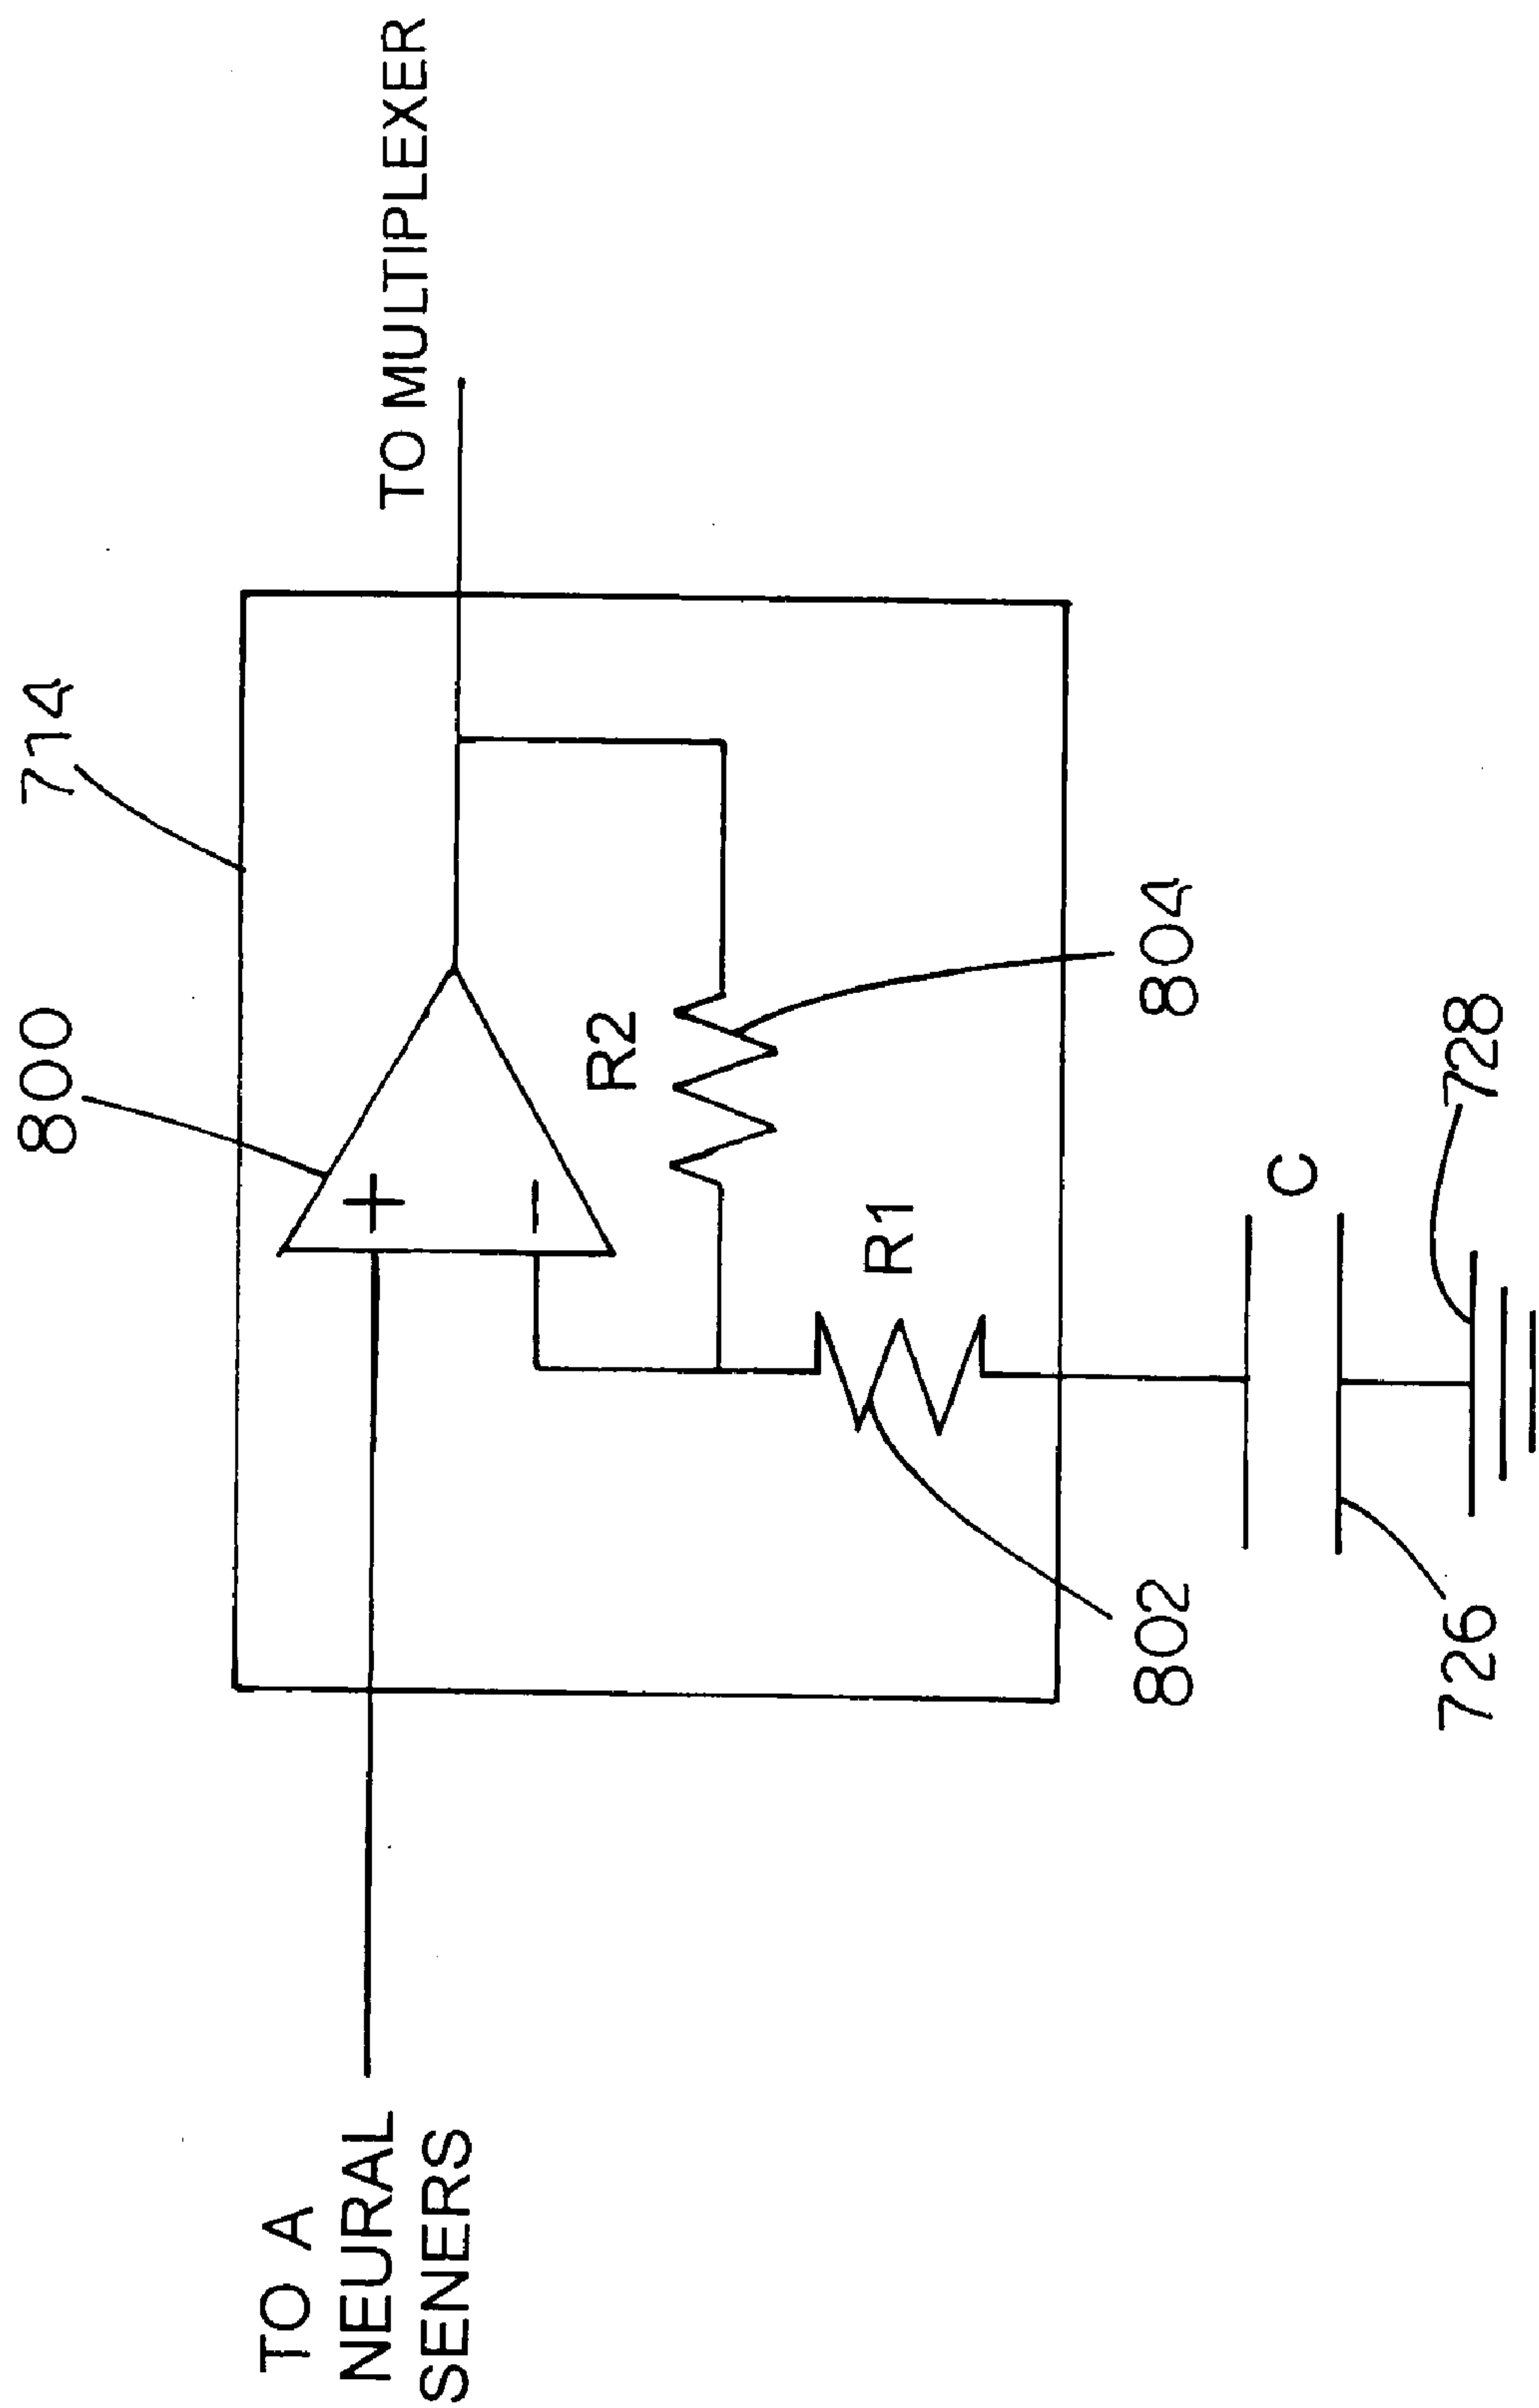 714
800
TO MULTIPLEXER
TO A
NEURAL
SENERS
R2
R1
804
802
C
728
726